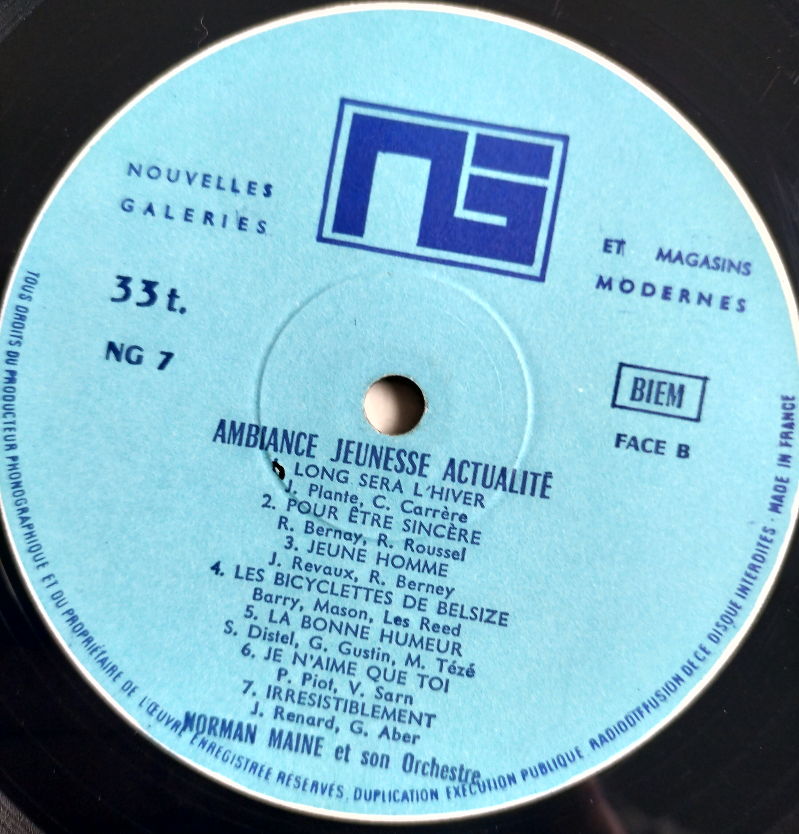 NG
NOUVELLES
GALERIES
ET MAGASINS
MODERNES
33 t.
NG 7
BIEM
FACE B
AMBIANCE JEUNESSE ACTUALITÉ
LONG SERA L'HIVER
J. Plante, C. Carrère
2. POUR ÊTRE SINCÈRE
R. Bernay, R. Roussel
3. JEUNE HOMME
J. Revaux, R. Berney
4. LES BICYCLETTES DE BELSIZE
Barry, Mason, Les Reed
5. LA BONNE HUMEUR
S. Distel, G. Gustin, M. Tézé
6. JE N'AIME QUE TOI
P. Piot, V. Sarn
7. IRRESISTIBLEMENT
J. Renard, G. Aber
NORMAN MAINE et son Orchestre
TOUS DROITS DU PRODUCTEUR PHONOGRAPHIQUE ET DU PROPRIÉTAIRE DE L'ŒUVRE ENREGISTRÉE RÉSERVÉS. DUPLICATION EXÉCUTION PUBLIQUE RADIODIFFUSION DE CE DISQUE INTERDITES · MADE IN FRANCE